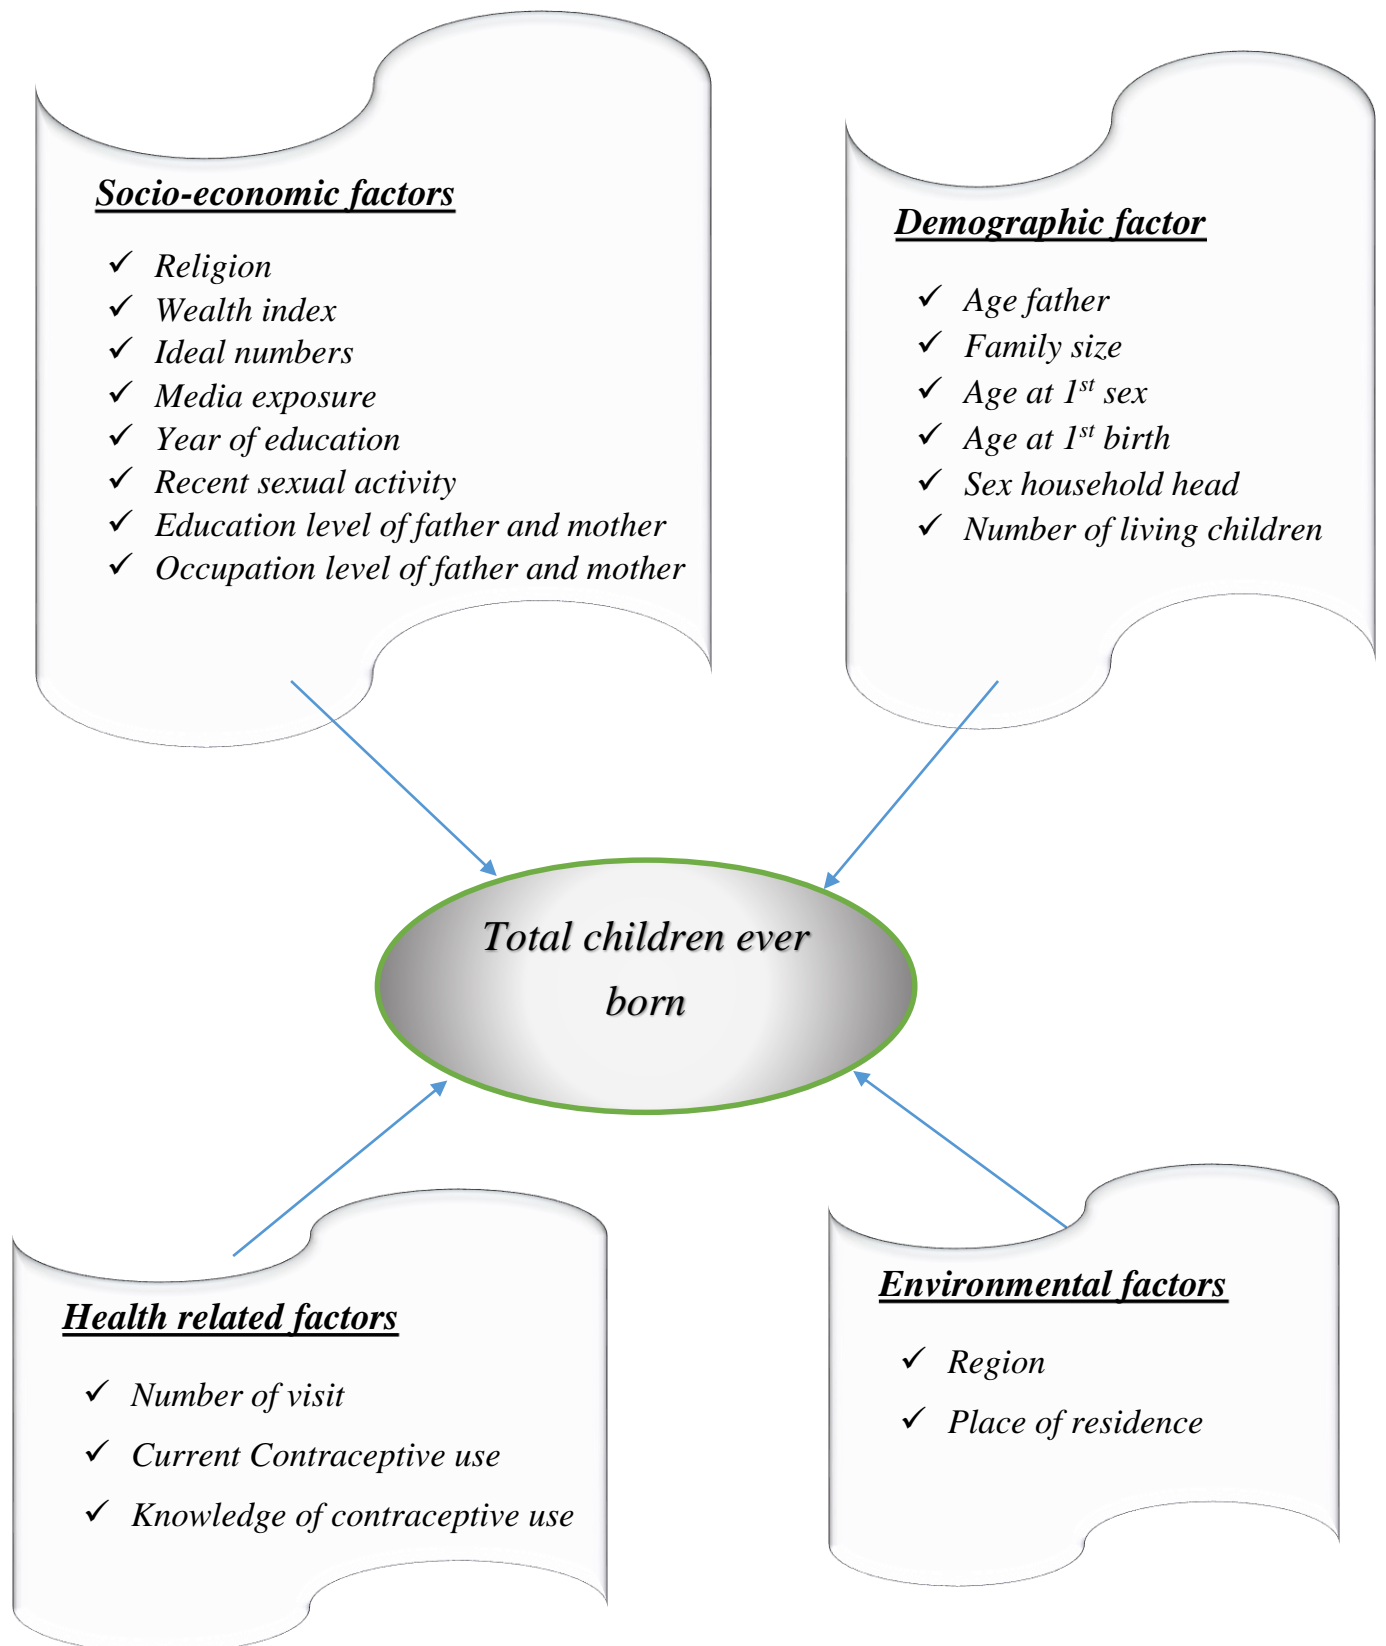 Socio-economic factors
✓ Religion
✓ Wealth index
✓ Ideal numbers
✓ Media exposure
✓ Year of education
✓ Recent sexual activity
✓ Education level of father and mother
✓ Occupation level of father and mother
Demographic factor
✓ Age father
✓ Family size
✓ Age at 1st sex
✓ Age at 1st birth
✓ Sex household head
✓ Number of living children
Total children ever
born
Health related factors
✓ Number of visit
✓ Current Contraceptive use
✓ Knowledge of contraceptive use
Environmental factors
✓ Region
✓ Place of residence